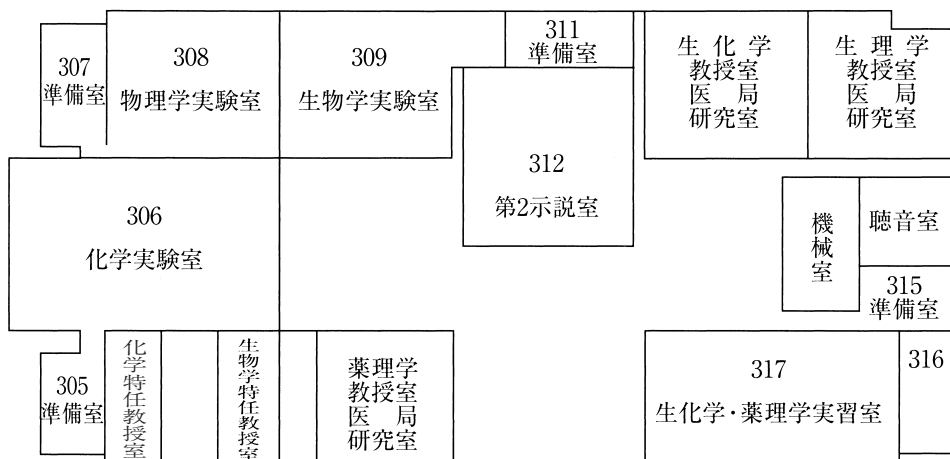 307
準備室
308
物理学実験室
309
生物学実験室
311
準備室
生化学
教授室
医局
研究室
生理学
教授室
医局
研究室
312
第2示説室
306
化学実験室
機械室
聴音室
315
準備室
305
準備室
化学特任教授室
生物学特任教授室
薬理学
教授室
医局
研究室
317
生化学・薬理学実習室
316